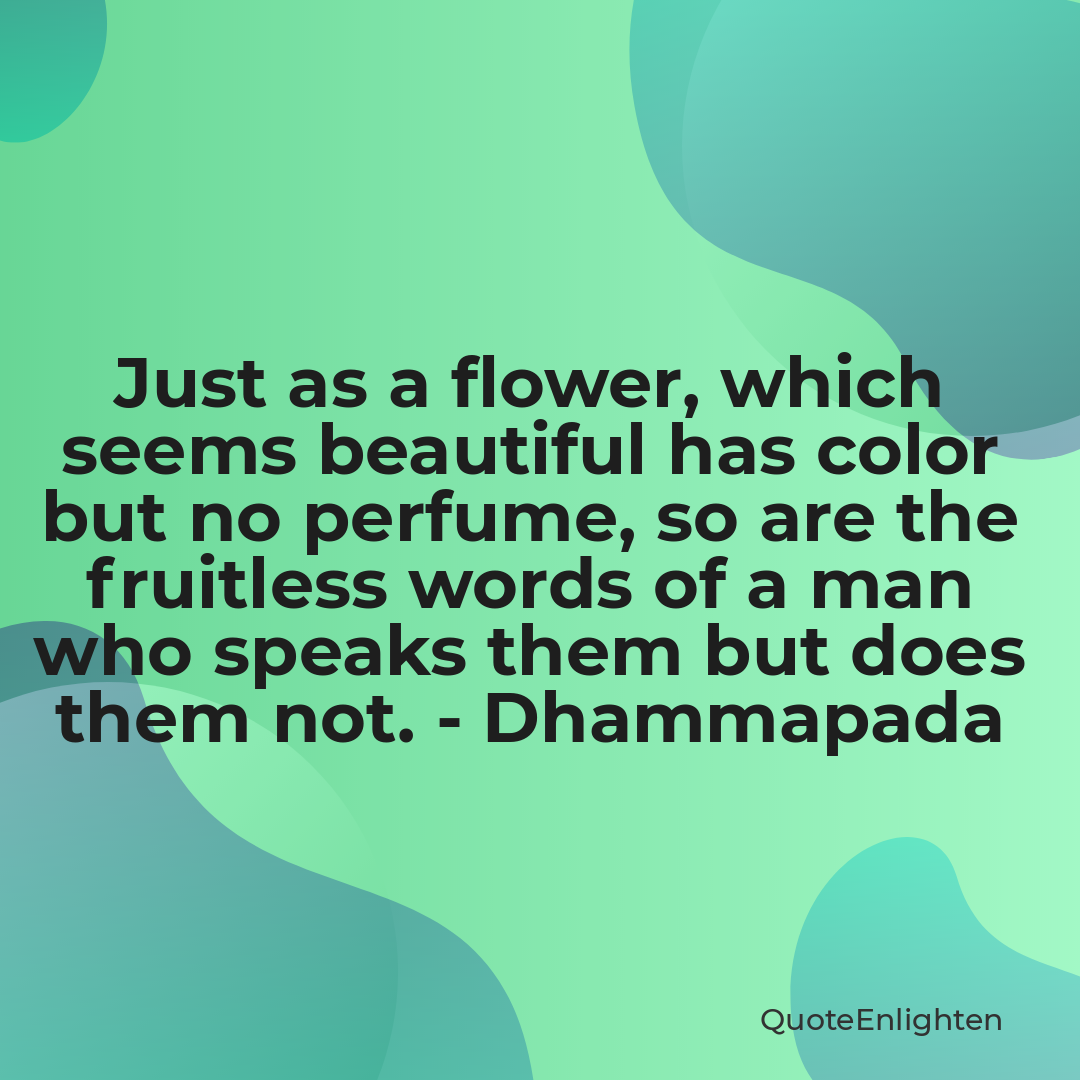 Just as a flower, which
seems beautiful has color
but no perfume, so are the
fruitless words of a man
who speaks them but does
them not. - Dhammapada
QuoteEnlighten